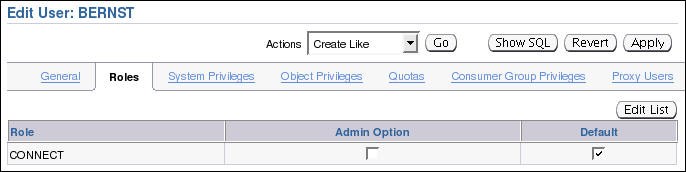 Edit User: BERNST
Actions Create Like Go Show SQL Revert Apply
General Roles System Privileges Object Privileges Quotas Consumer Group Privileges Proxy Users
Edit List
Role Admin Option Default
CONNECT